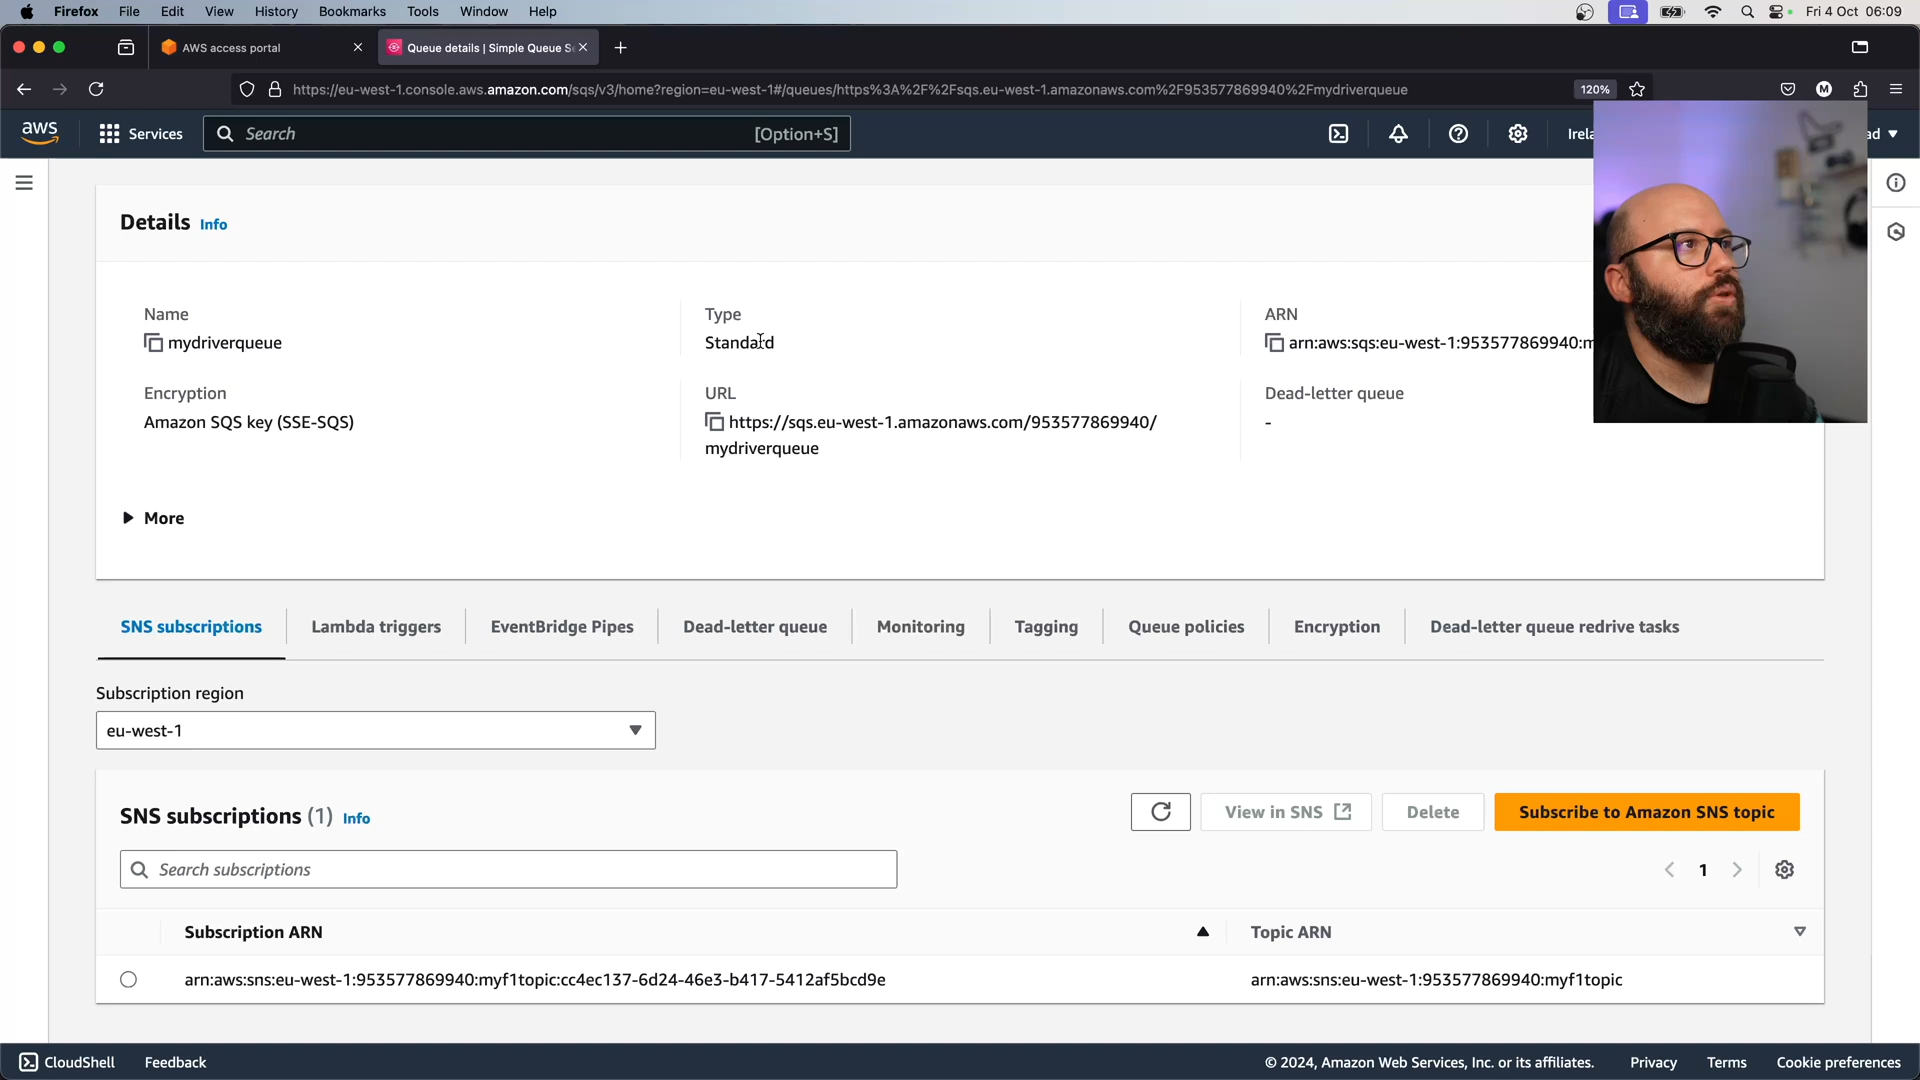 Firefox File Edit View History Bookmarks Tools Window Help Fri 4 Oct 06:09
AWS access portal Queue details | Simple Queue S
https://eu-west-1.console.aws.amazon.com/sqs/v3/home?region=eu-west-1#/queues/https%3A%2F%2Fsqs.eu-west-1.amazonaws.com%2F953577869940%2Fmydriverqueue 120% M
aws Services Search [Option+S]
Details Info
Name Type ARN
mydriverqueue Standard arn:aws:sqs:eu-west-1:953577869940:m
Encryption URL Dead-letter queue
Amazon SQS key (SSE-SQS) https://sqs.eu-west-1.amazonaws.com/953577869940/ -
mydriverqueue
More
SNS subscriptions Lambda triggers EventBridge Pipes Dead-letter queue Monitoring Tagging Queue policies Encryption Dead-letter queue redrive tasks
Subscription region
eu-west-1
SNS subscriptions (1) Info View in SNS Delete Subscribe to Amazon SNS topic
Search subscriptions 1
Subscription ARN Topic ARN
arn:aws:sns:eu-west-1:953577869940:myf1topic:cc4ec137-6d24-46e3-b417-5412af5bcd9e arn:aws:sns:eu-west-1:953577869940:myf1topic
CloudShell Feedback © 2024, Amazon Web Services, Inc. or its affiliates. Privacy Terms Cookie preferences